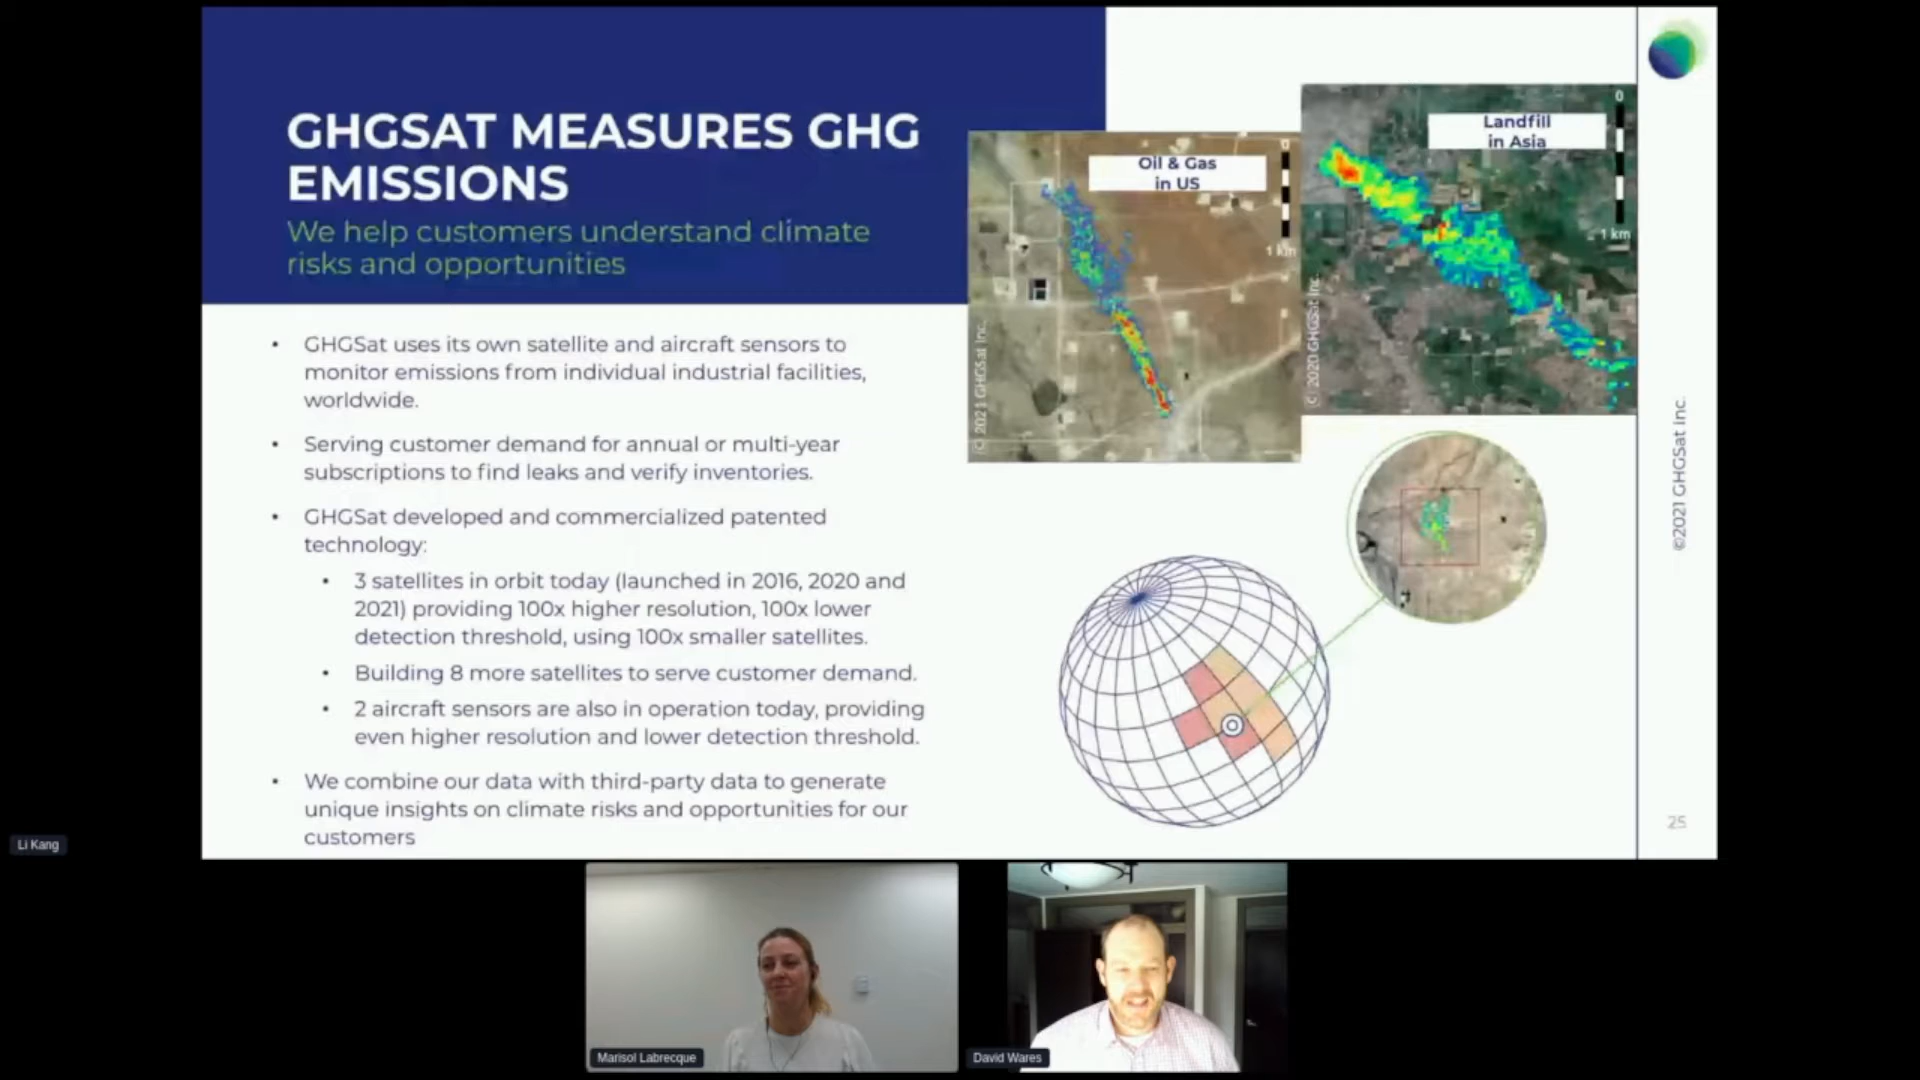 GHGSAT MEASURES GHG
EMISSIONS
We help customers understand climate
risks and opportunities
• GHGSat uses its own satellite and aircraft sensors to
monitor emissions from individual industrial facilities,
worldwide.
• Serving customer demand for annual or multi-year
subscriptions to find leaks and verify inventories.
• GHGSat developed and commercialized patented
technology:
• 3 satellites in orbit today (launched in 2016, 2020 and
2021) providing 100x higher resolution, 100x lower
detection threshold, using 100x smaller satellites.
• Building 8 more satellites to serve customer demand.
• 2 aircraft sensors are also in operation today, providing
even higher resolution and lower detection threshold.
• We combine our data with third-party data to generate
unique insights on climate risks and opportunities for our
customers
Oil & Gas
in US
0
1 km
© 2021 GHGSat Inc.
Landfill
in Asia
0
1 km
© 2020 GHGSat Inc.
©2021 GHGSat Inc.
25
Li Kang
Marisol Labrecque
David Wares